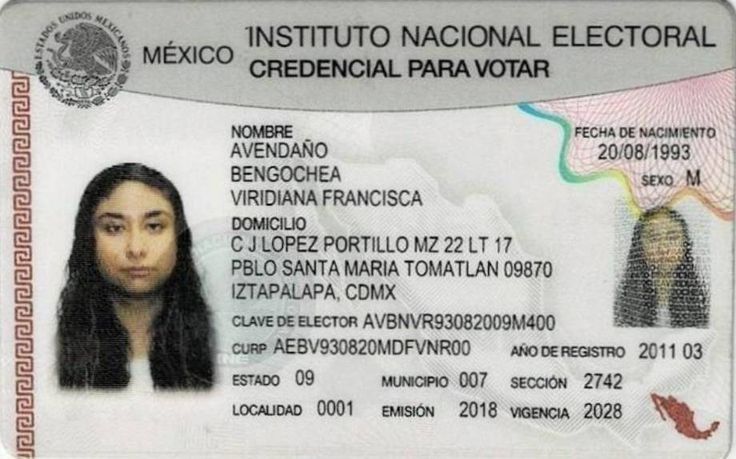 ESTADOS UNIDOS MEXICANOS
MÉXICO INSTITUTO NACIONAL ELECTORAL
CREDENCIAL PARA VOTAR
NOMBRE
AVENDAÑO
BENGOCHEA
VIRIDIANA FRANCISCA
FECHA DE NACIMIENTO
20/08/1993
SEXO M
DOMICILIO
C J LOPEZ PORTILLO MZ 22 LT 17
PBLO SANTA MARIA TOMATLAN 09870
IZTAPALAPA, CDMX
CLAVE DE ELECTOR AVBNVR93082009M400
CURP AEBV930820MDFVNR00 AÑO DE REGISTRO 2011 03
ESTADO 09 MUNICIPIO 007 SECCIÓN 2742
LOCALIDAD 0001 EMISIÓN 2018 VIGENCIA 2028
INE